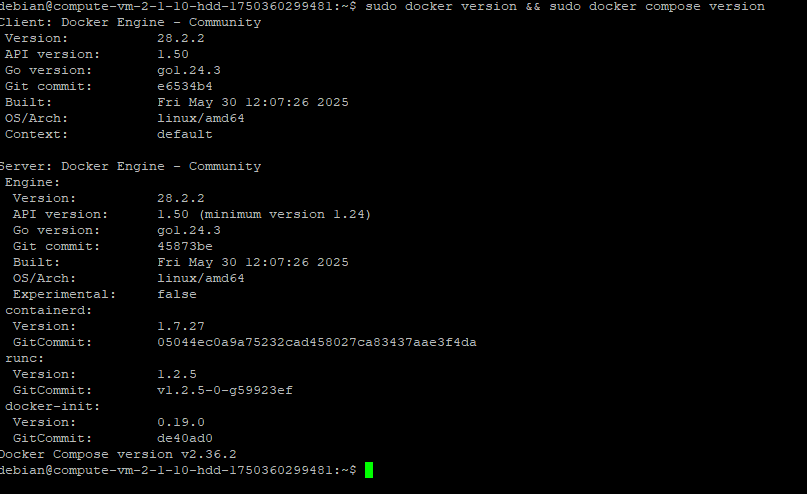 debian@compute-vm-2-1-10-hdd-1750360299481:~$ sudo docker version && sudo docker compose version
Client: Docker Engine - Community
 Version:           28.2.2
 API version:       1.50
 Go version:        go1.24.3
 Git commit:        e6534b4
 Built:             Fri May 30 12:07:26 2025
 OS/Arch:           linux/amd64
 Context:           default

Server: Docker Engine - Community
 Engine:
  Version:          28.2.2
  API version:      1.50 (minimum version 1.24)
  Go version:       go1.24.3
  Git commit:       45873be
  Built:            Fri May 30 12:07:26 2025
  OS/Arch:          linux/amd64
  Experimental:     false
 containerd:
  Version:          1.7.27
  GitCommit:        05044ec0a9a75232cad458027ca83437aae3f4da
 runc:
  Version:          1.2.5
  GitCommit:        v1.2.5-0-g59923ef
 docker-init:
  Version:          0.19.0
  GitCommit:        de40ad0
Docker Compose version v2.36.2
debian@compute-vm-2-1-10-hdd-1750360299481:~$